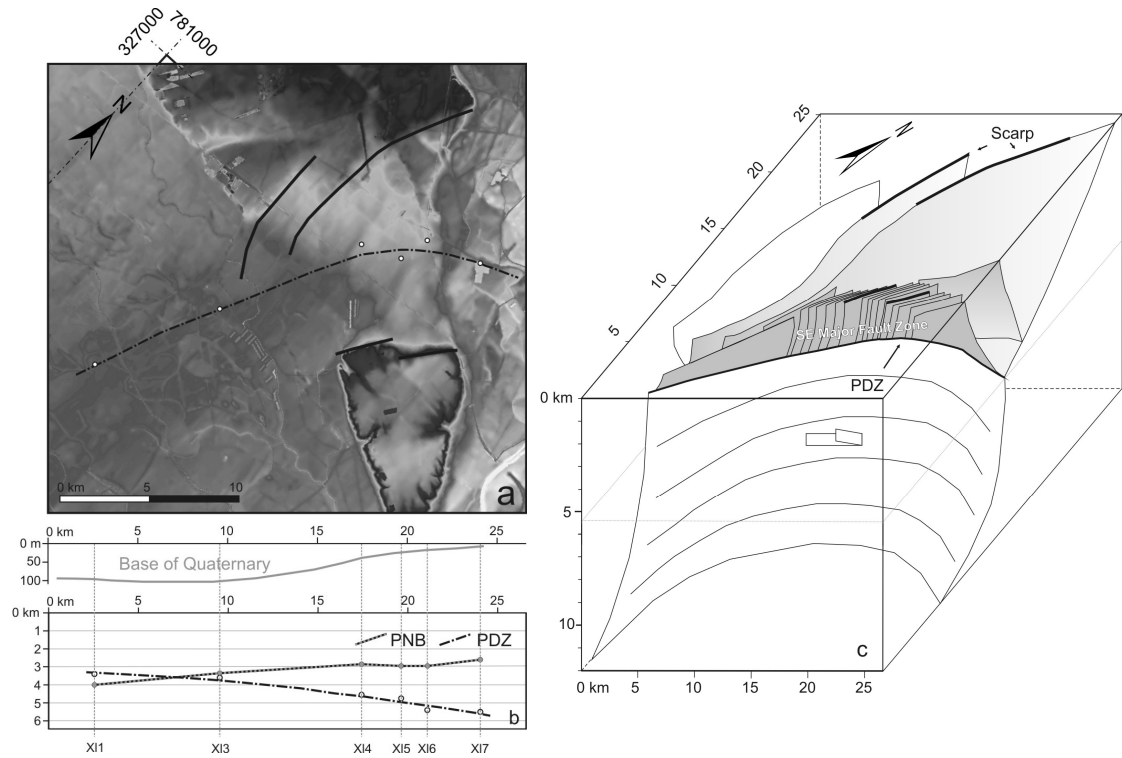 327000
781000
N
0 km 5 10
a
0 km 5 10 15 20 25
0 m
50
100
Base of Quaternary
0 km 5 10 15 20 25
0 km
1
2
3
4
5
6
PNB PDZ
b
XI1 XI3 XI4 XI5 XI6 XI7
25
20
15
10
5
N
Scarp
SE Major Fault Zone
PDZ
0 km
5
10
c
0 km 5 10 15 20 25